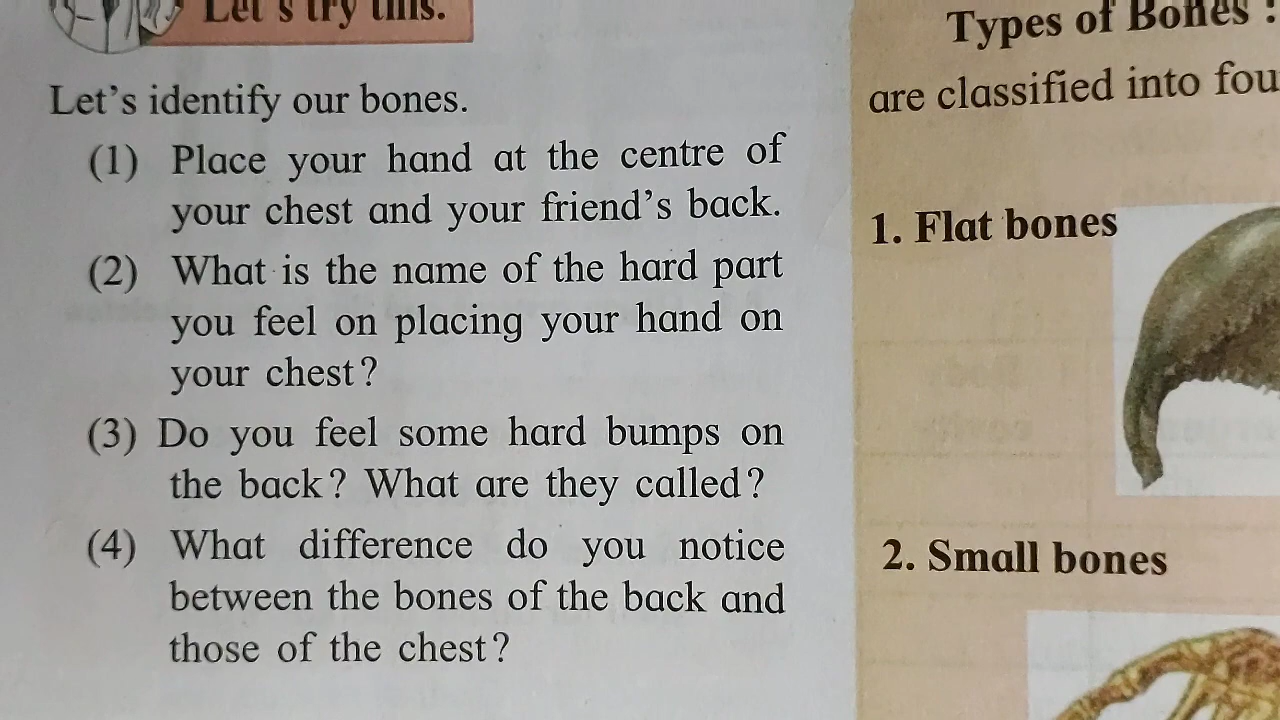 Let's try this.
Let's identify our bones.
(1) Place your hand at the centre of
your chest and your friend's back.
(2) What is the name of the hard part
you feel on placing your hand on
your chest?
(3) Do you feel some hard bumps on
the back? What are they called?
(4) What difference do you notice
between the bones of the back and
those of the chest?
Types of Bones :
are classified into fou
1. Flat bones
2. Small bones